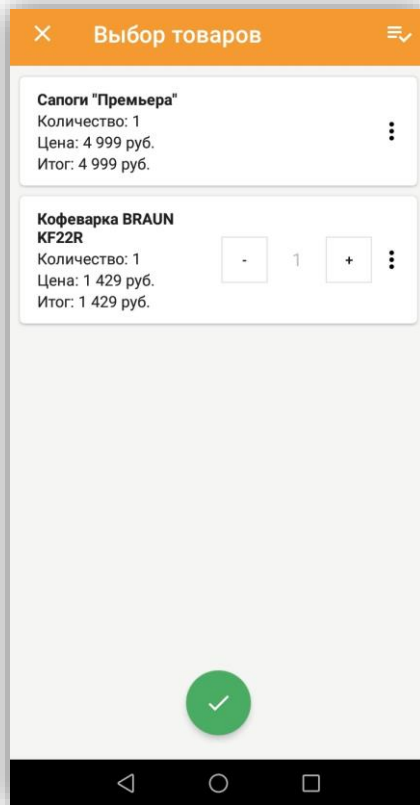 Выбор товаров
Сапоги "Премьера"
Количество: 1
Цена: 4 999 руб.
Итог: 4 999 руб.
Кофеварка BRAUN
KF22R
Количество: 1
Цена: 1 429 руб.
Итог: 1 429 руб.
- 1 +